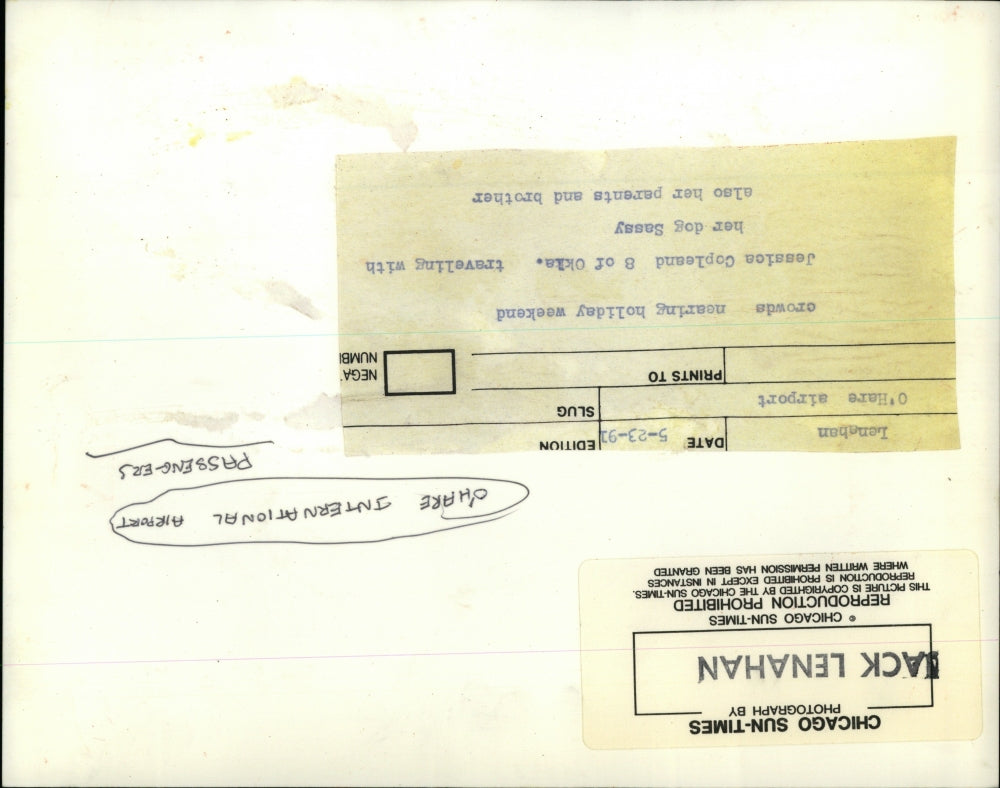 CHICAGO SUN-TIMES
PHOTOGRAPH BY
JACK LENAHAN
© CHICAGO SUN-TIMES
REPRODUCTION PROHIBITED
THIS PICTURE IS COPYRIGHTED BY THE CHICAGO SUN-TIMES.
REPRODUCTION IS PROHIBITED EXCEPT IN INSTANCES
WHERE WRITTEN PERMISSION HAS BEEN GRANTED
O'HARE INTERNATIONAL AIRPORT
PASSENGERS
Lenehan DATE 5-23-91 EDITION
O'Hare airport SLUG
PRINTS TO NEGA
NUMB
crowds nearing holiday weekend
Jessica Copleand 8 of Okla. traveling with
her dog Sassy
also her parents and brother